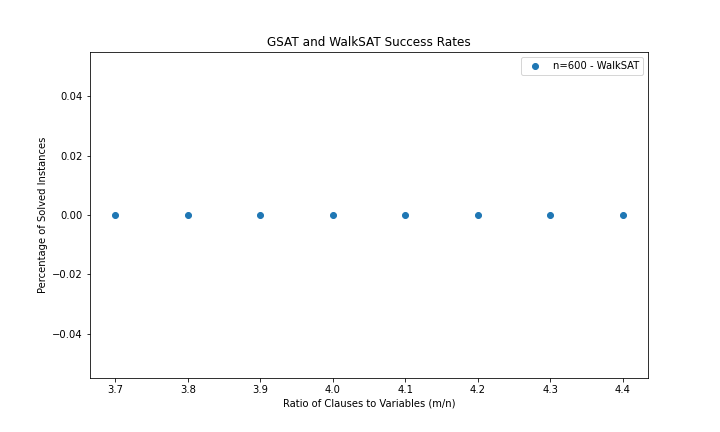 GSAT and WalkSAT Success Rates
n=600 - WalkSAT
Percentage of Solved Instances
0.04
0.02
0.00
−0.02
−0.04
3.7 3.8 3.9 4.0 4.1 4.2 4.3 4.4
Ratio of Clauses to Variables (m/n)